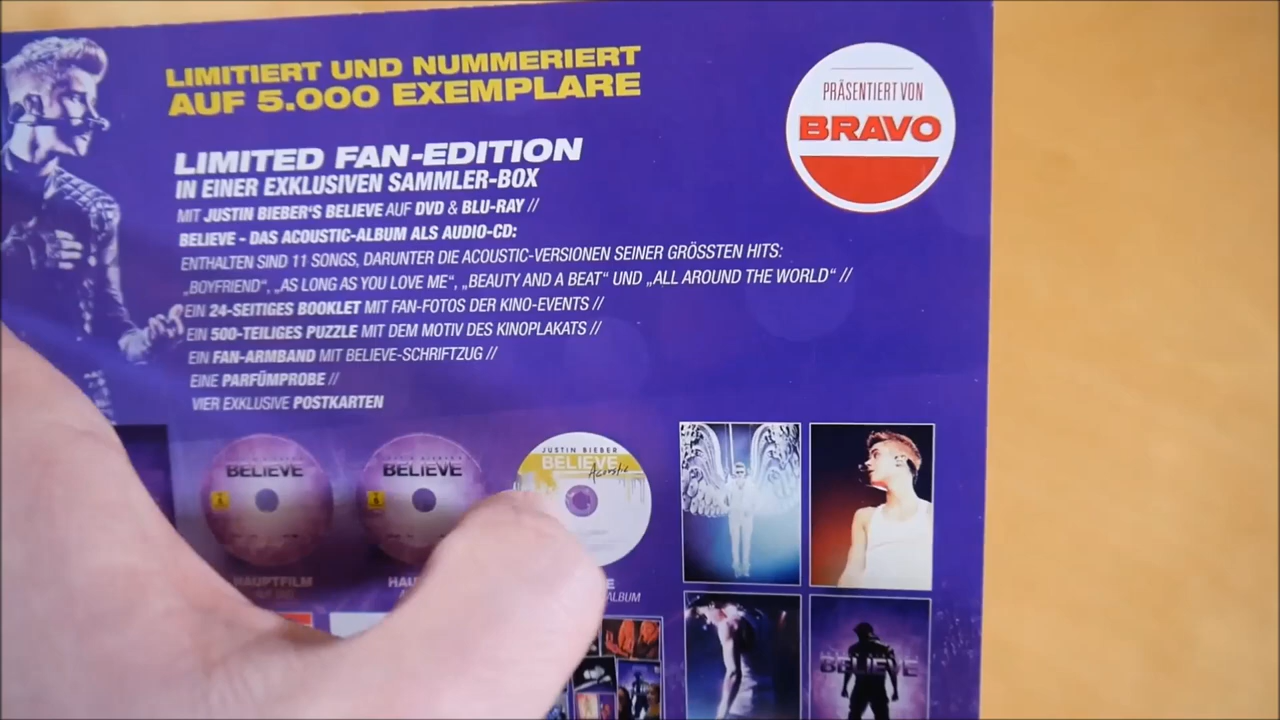 LIMITIERT UND NUMMERIERT
AUF 5.000 EXEMPLARE
PRÄSENTIERT VON
BRAVO
LIMITED FAN-EDITION
IN EINER EXKLUSIVEN SAMMLER-BOX
MIT JUSTIN BIEBER'S BELIEVE AUF DVD & BLU-RAY //
BELIEVE - DAS ACOUSTIC-ALBUM ALS AUDIO-CD:
ENTHALTEN SIND 11 SONGS, DARUNTER DIE ACOUSTIC-VERSIONEN SEINER GRÖSSTEN HITS:
„BOYFRIEND“, „AS LONG AS YOU LOVE ME“, „BEAUTY AND A BEAT“ UND „ALL AROUND THE WORLD“ //
EIN 24-SEITIGES BOOKLET MIT FAN-FOTOS DER KINO-EVENTS //
EIN 500-TEILIGES PUZZLE MIT DEM MOTIV DES KINOPLAKATS //
EIN FAN-ARMBAND MIT BELIEVE-SCHRIFTZUG //
EINE PARFÜMPROBE //
VIER EXKLUSIVE POSTKARTEN
BELIEVE
BELIEVE
JUSTIN BIEBER
BELIEVE
Acoustic
HAUPTFILM
HAU
ALBUM
BELIEVE